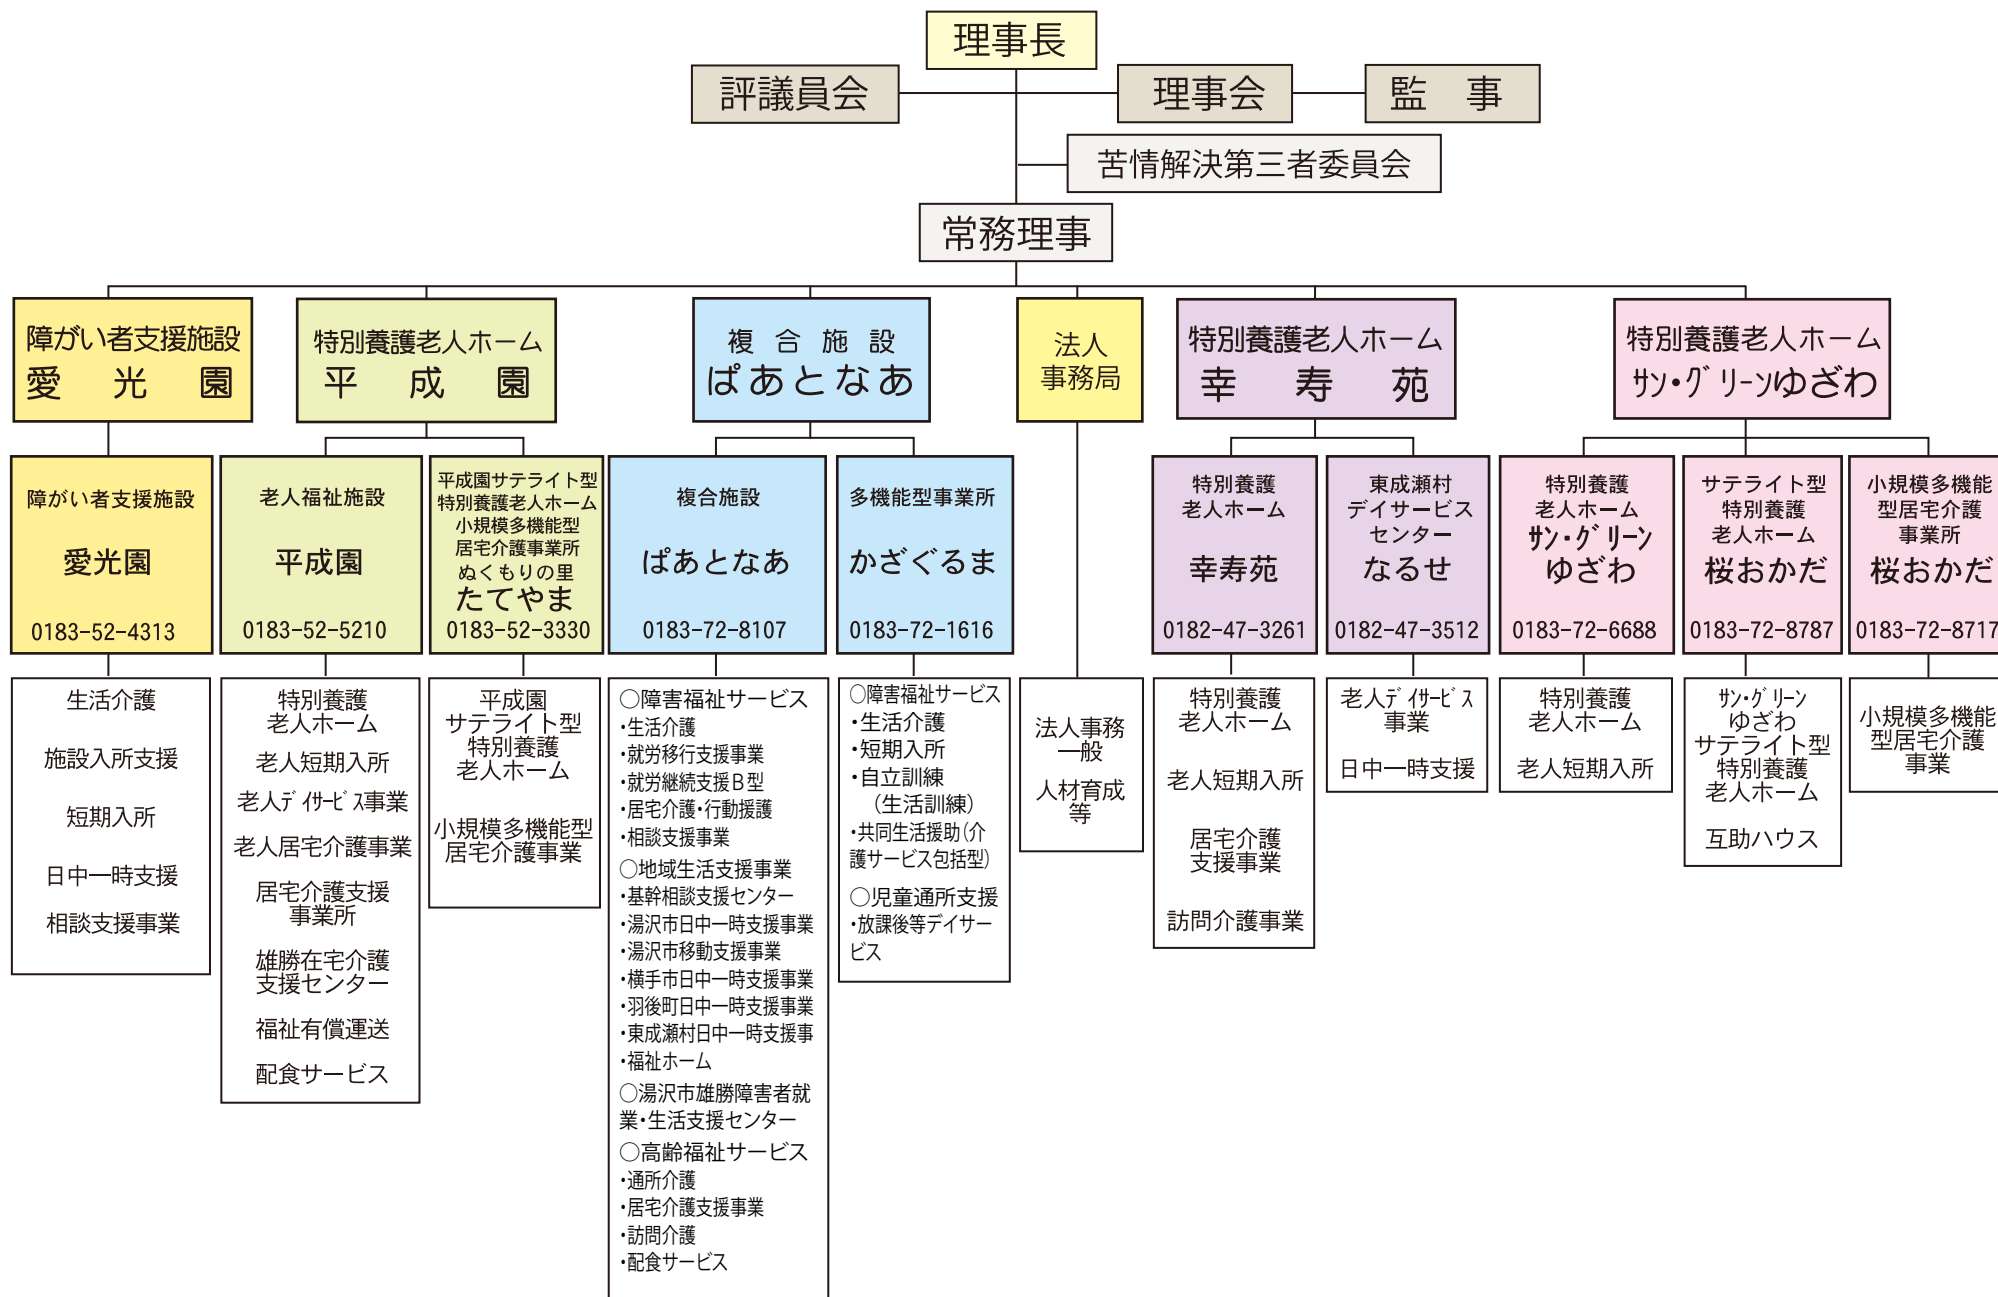 理事長
評議員会
理事会
監　事
苦情解決第三者委員会
常務理事
障がい者支援施設
愛　光　園
特別養護老人ホーム
平　成　園
複　合　施　設
ぱあとなあ
法人
事務局
特別養護老人ホーム
幸　寿　苑
特別養護老人ホーム
ｻﾝ・ｸﾞﾘｰﾝゆざわ
障がい者支援施設
愛光園
0183-52-4313
老人福祉施設
平成園
0183-52-5210
平成園サテライト型
特別養護老人ホーム
小規模多機能型
居宅介護事業所
ぬくもりの里
たてやま
0183-52-3330
複合施設
ぱあとなあ
0183-72-8107
多機能型事業所
かざぐるま
0183-72-1616
特別養護
老人ホーム
幸寿苑
0182-47-3261
東成瀬村
デイサービス
センター
なるせ
0182-47-3512
特別養護
老人ホーム
ｻﾝ・ｸﾞﾘｰﾝ
ゆざわ
0183-72-6688
サテライト型
特別養護
老人ホーム
桜おかだ
0183-72-8787
小規模多機能
型居宅介護
事業所
桜おかだ
0183-72-8717
生活介護
施設入所支援
短期入所
日中一時支援
相談支援事業
特別養護
老人ホーム
老人短期入所
老人ﾃﾞｲｻｰﾋﾞｽ事業
老人居宅介護事業
居宅介護支援
事業所
雄勝在宅介護
支援センター
福祉有償運送
配食サービス
平成園
サテライト型
特別養護
老人ホーム
小規模多機能型
居宅介護事業
〇障害福祉サービス
・生活介護
・就労移行支援事業
・就労継続支援Ｂ型
・居宅介護・行動援護
・相談支援事業
〇地域生活支援事業
・基幹相談支援センター
・湯沢市日中一時支援事業
・湯沢市移動支援事業
・横手市日中一時支援事業
・羽後町日中一時支援事業
・東成瀬村日中一時支援事
・福祉ホーム
〇湯沢市雄勝障害者就
業・生活支援センター
〇高齢福祉サービス
・通所介護
・居宅介護支援事業
・訪問介護
・配食サービス
〇障害福祉サービス
・生活介護
・短期入所
・自立訓練
（生活訓練）
・共同生活援助（介
護サービス包括型）
〇児童通所支援
・放課後等デイサー
ビス
法人事務
一般
人材育成
等
特別養護
老人ホーム
老人短期入所
居宅介護
支援事業
訪問介護事業
老人ﾃﾞｲｻｰﾋﾞｽ
事業
日中一時支援
特別養護
老人ホーム
老人短期入所
ｻﾝ・ｸﾞﾘｰﾝ
ゆざわ
サテライト型
特別養護
老人ホーム
互助ハウス
小規模多機能
型居宅介護
事業